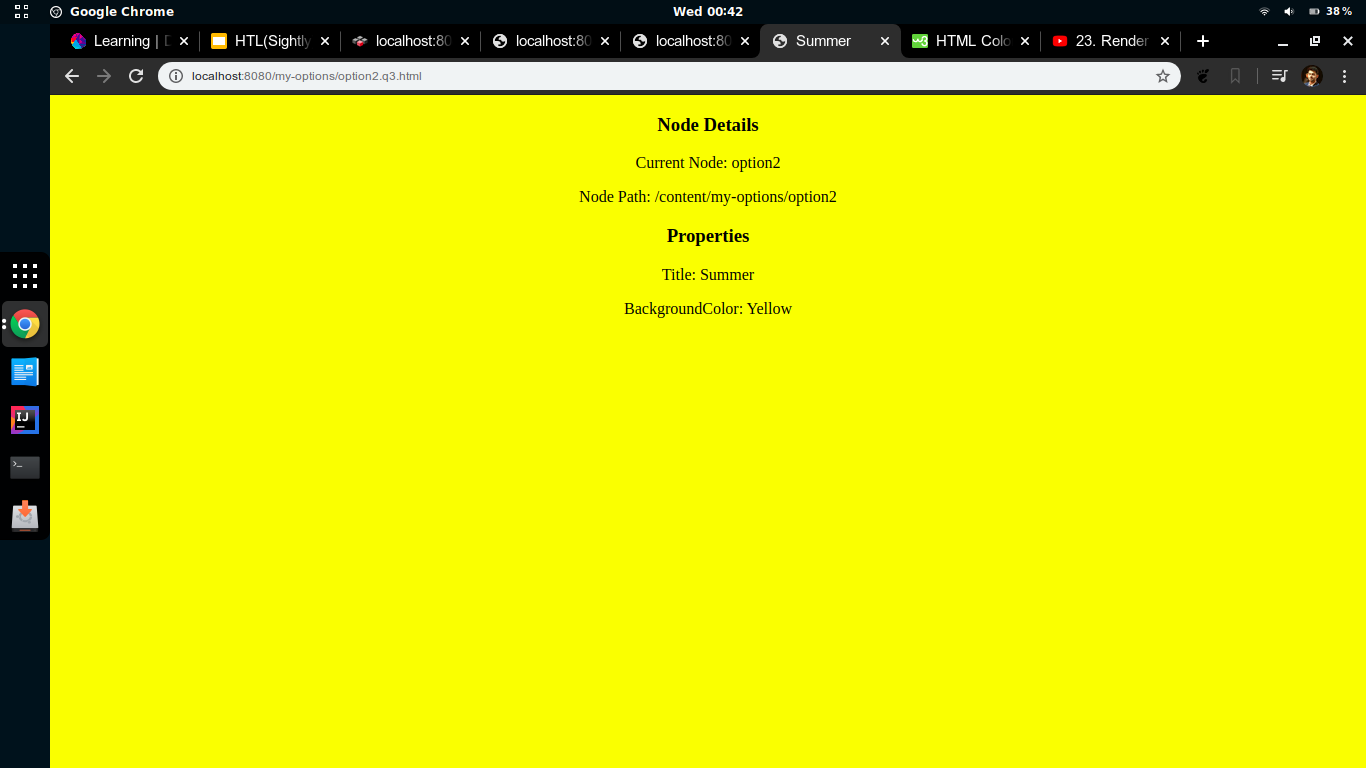 Google Chrome
Wed 00:42
38 %
Learning | D
HTL(Sightly
localhost:80
localhost:80
localhost:80
Summer
HTML Colo
23. Render
localhost:8080/my-options/option2.q3.html
Node Details
Current Node: option2
Node Path: /content/my-options/option2
Properties
Title: Summer
BackgroundColor: Yellow
IJ